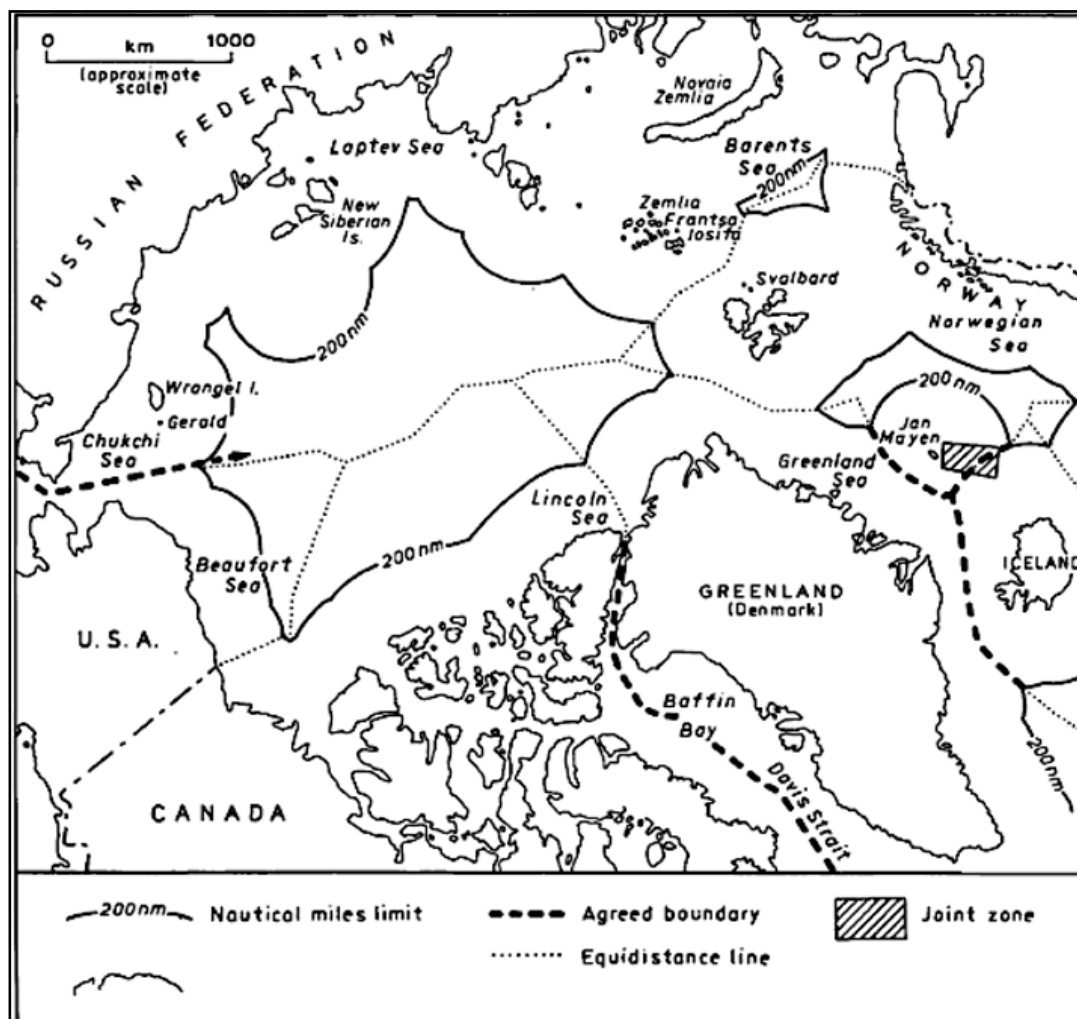 0 1000
km
(approximate
scale)
RUSSIAN FEDERATION
Novaia
Zemlia
Laptev Sea
Barents
Sea
200nm
New
Siberian
Is.
Zemlia
Frantsa
Iosifa
Svalbard
NORWAY
Norwegian
Sea
200nm
200nm
Wrangel I.
Gerald
Chukchi
Sea
Jan
Mayen
Greenland
Sea
Lincoln
Sea
200nm
Beaufort
Sea
ICELAND
GREENLAND
(Denmark)
U.S.A.
Baffin
Bay
Davis Strait
200nm
CANADA
200nm Nautical miles limit
Agreed boundary
Joint zone
Equidistance line